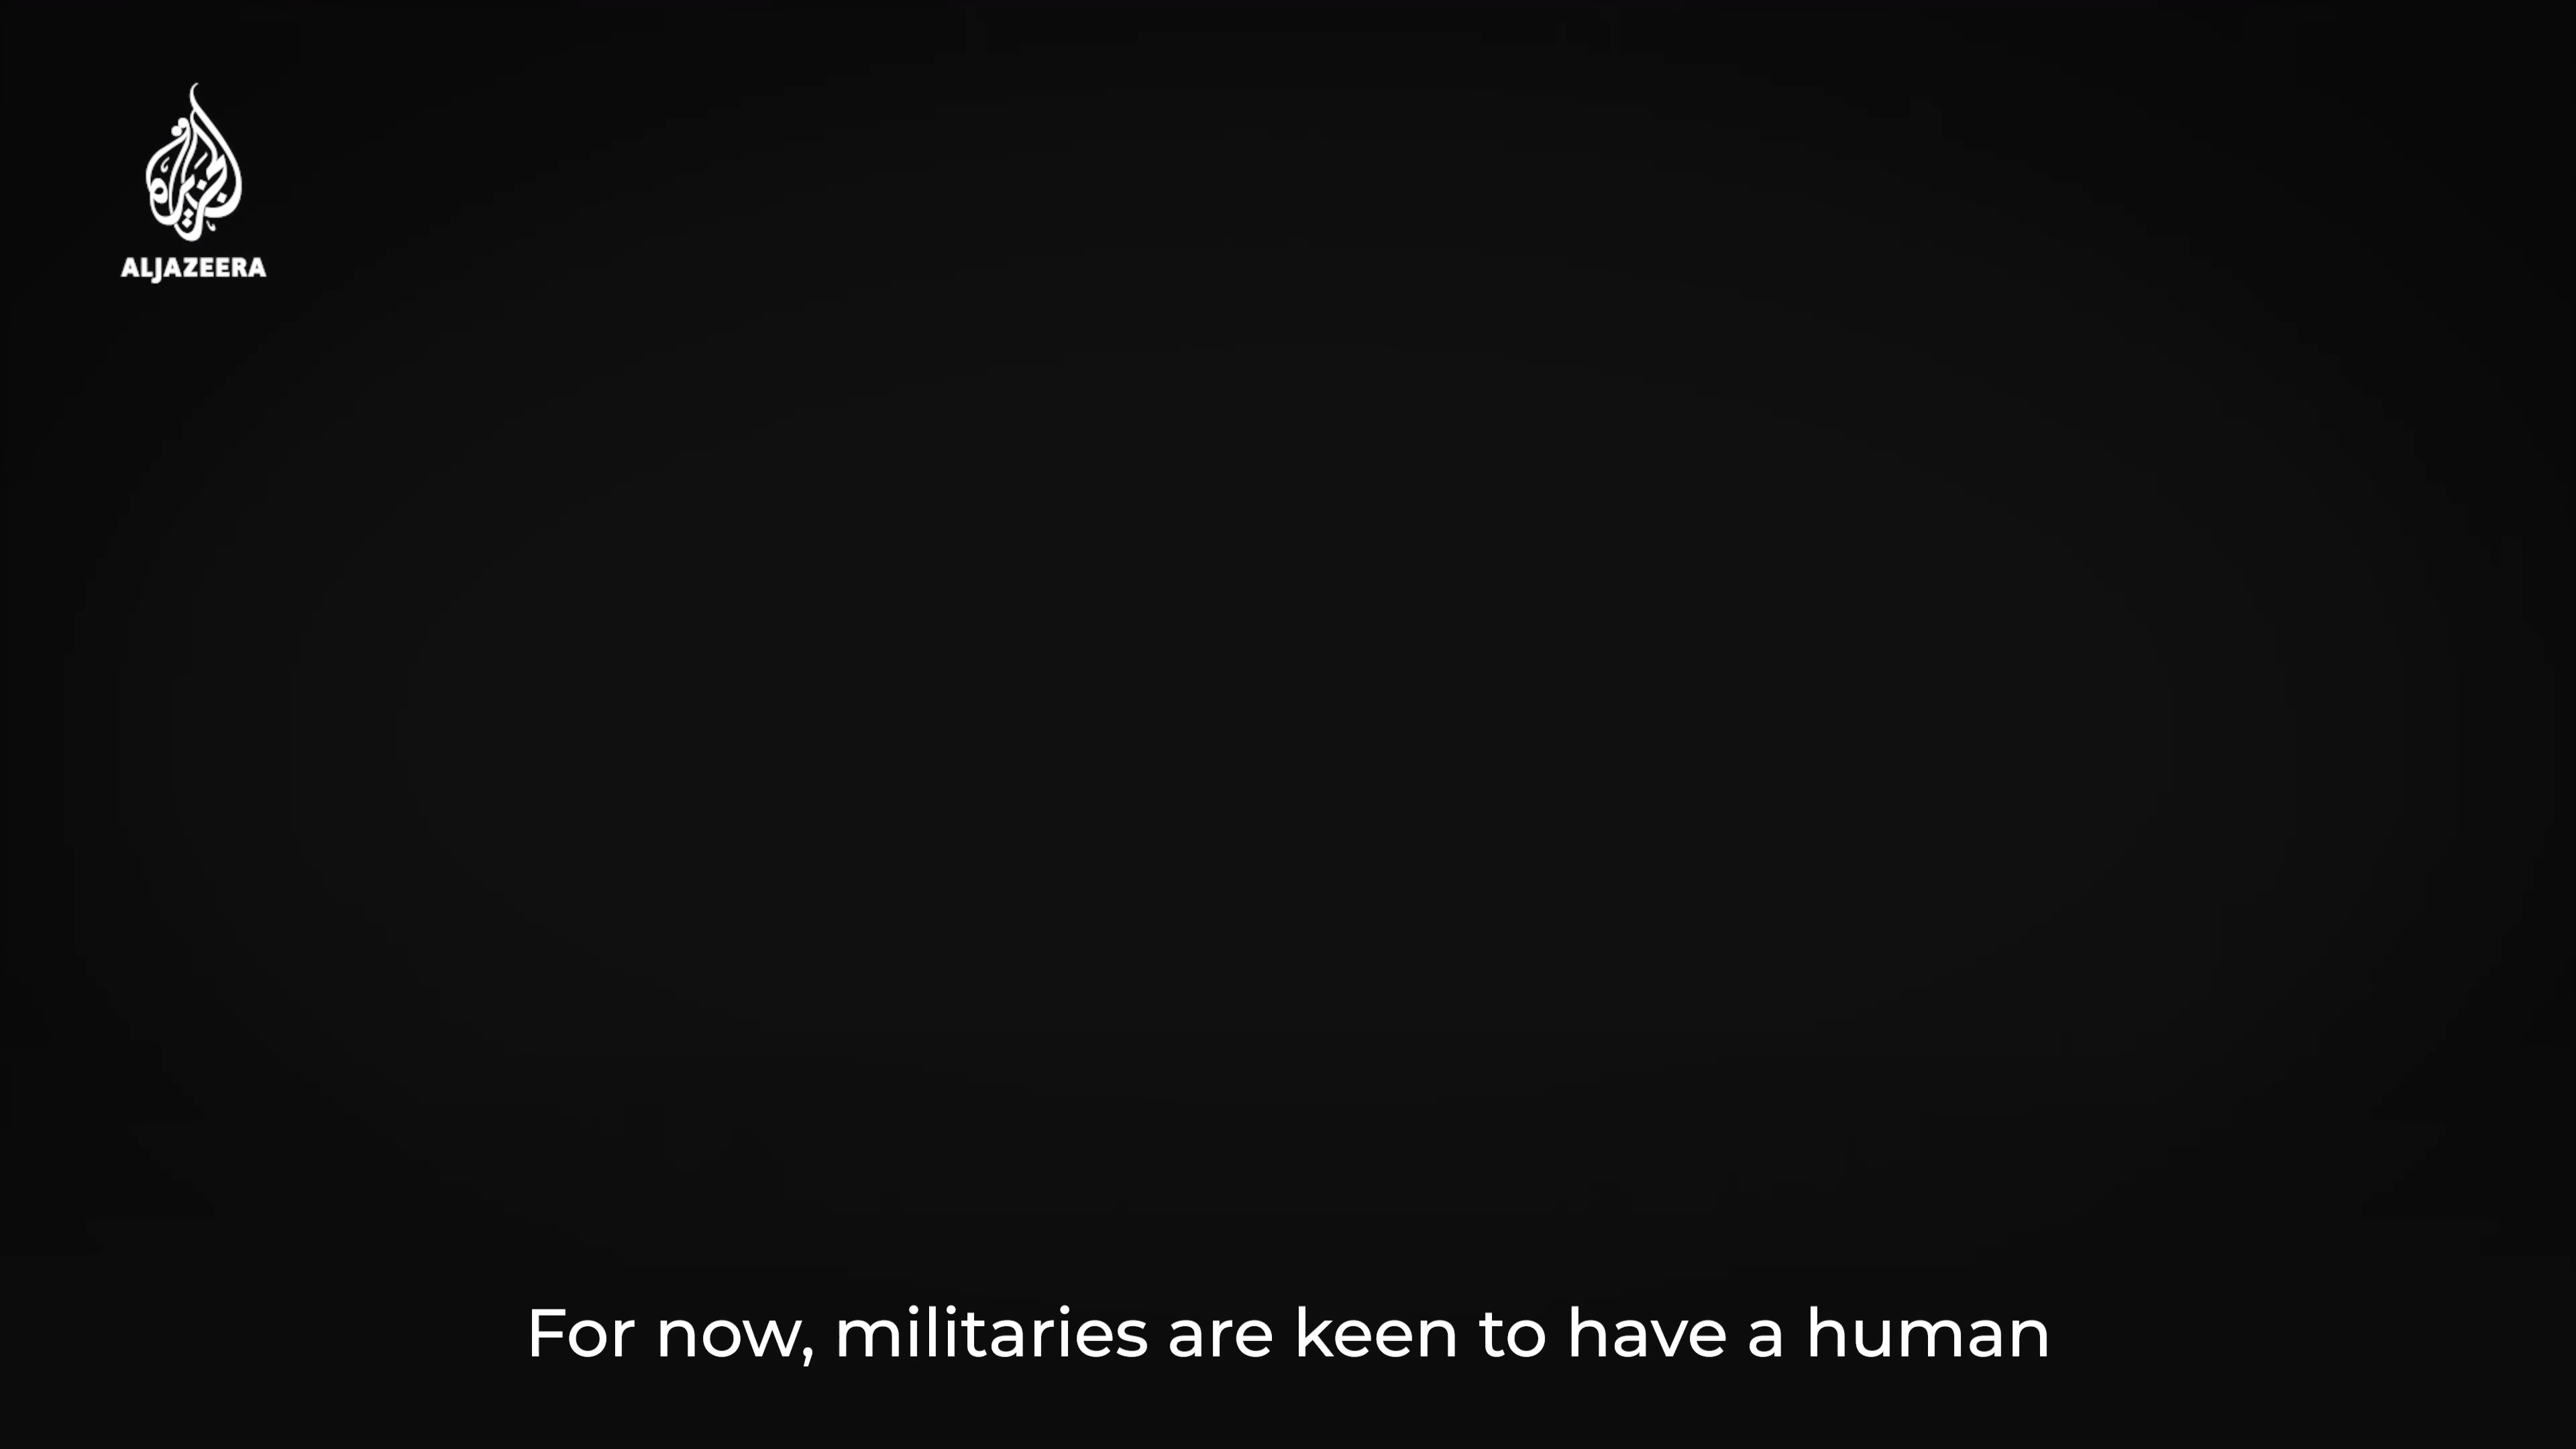 الجزيرة
ALJAZEERA
For now, militaries are keen to have a human